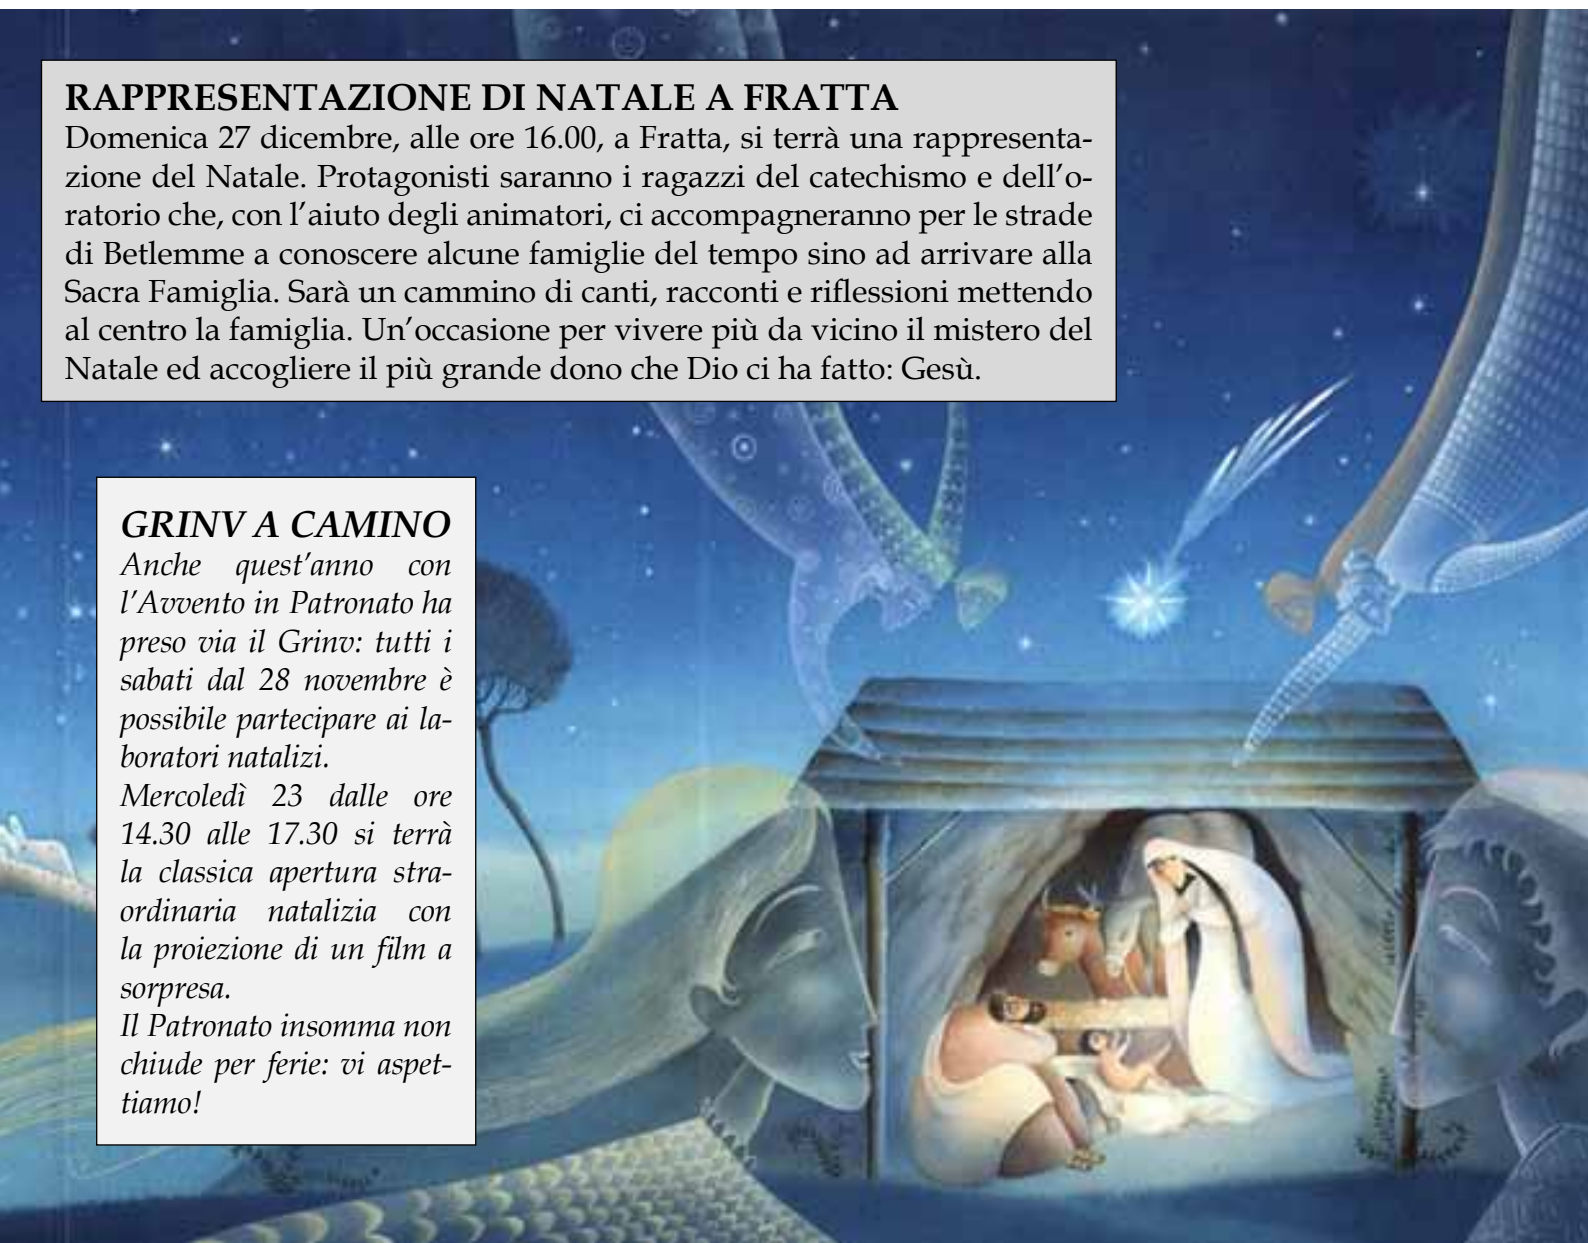 RAPPRESENTAZIONE DI NATALE A FRATTA
Domenica 27 dicembre, alle ore 16.00, a Fratta, si terrà una rappresenta-
zione del Natale. Protagonisti saranno i ragazzi del catechismo e dell'o-
ratorio che, con l'aiuto degli animatori, ci accompagneranno per le strade
di Betlemme a conoscere alcune famiglie del tempo sino ad arrivare alla
Sacra Famiglia. Sarà un cammino di canti, racconti e riflessioni mettendo
al centro la famiglia. Un'occasione per vivere più da vicino il mistero del
Natale ed accogliere il più grande dono che Dio ci ha fatto: Gesù.
GRINV A CAMINO
Anche quest'anno con
l'Avvento in Patronato ha
preso via il Grinv: tutti i
sabati dal 28 novembre è
possibile partecipare ai la-
boratori natalizi.
Mercoledì 23 dalle ore
14.30 alle 17.30 si terrà
la classica apertura stra-
ordinaria natalizia con
la proiezione di un film a
sorpresa.
Il Patronato insomma non
chiude per ferie: vi aspet-
tiamo!